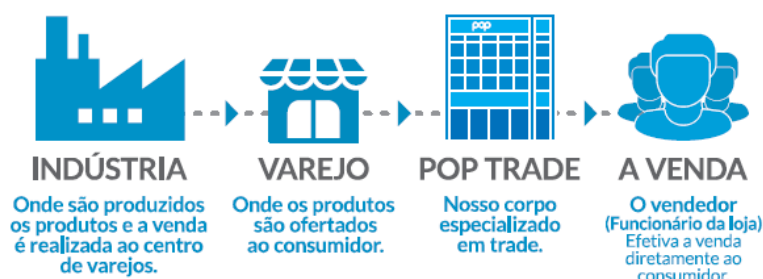 pop
INDÚSTRIA
Onde são produzidos
os produtos e a venda
é realizada ao centro
de varejos.
VAREJO
Onde os produtos
são ofertados
ao consumidor.
POP TRADE
Nosso corpo
especializado
em trade.
A VENDA
O vendedor
(Funcionário da loja)
Efetiva a venda
diretamente ao
consumidor